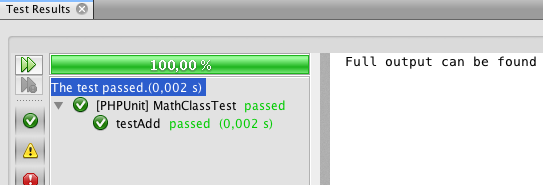 Test Results
100,00 %
The test passed.(0,002 s)
[PHPUnit] MathClassTest passed
testAdd passed (0,002 s)
Full output can be found